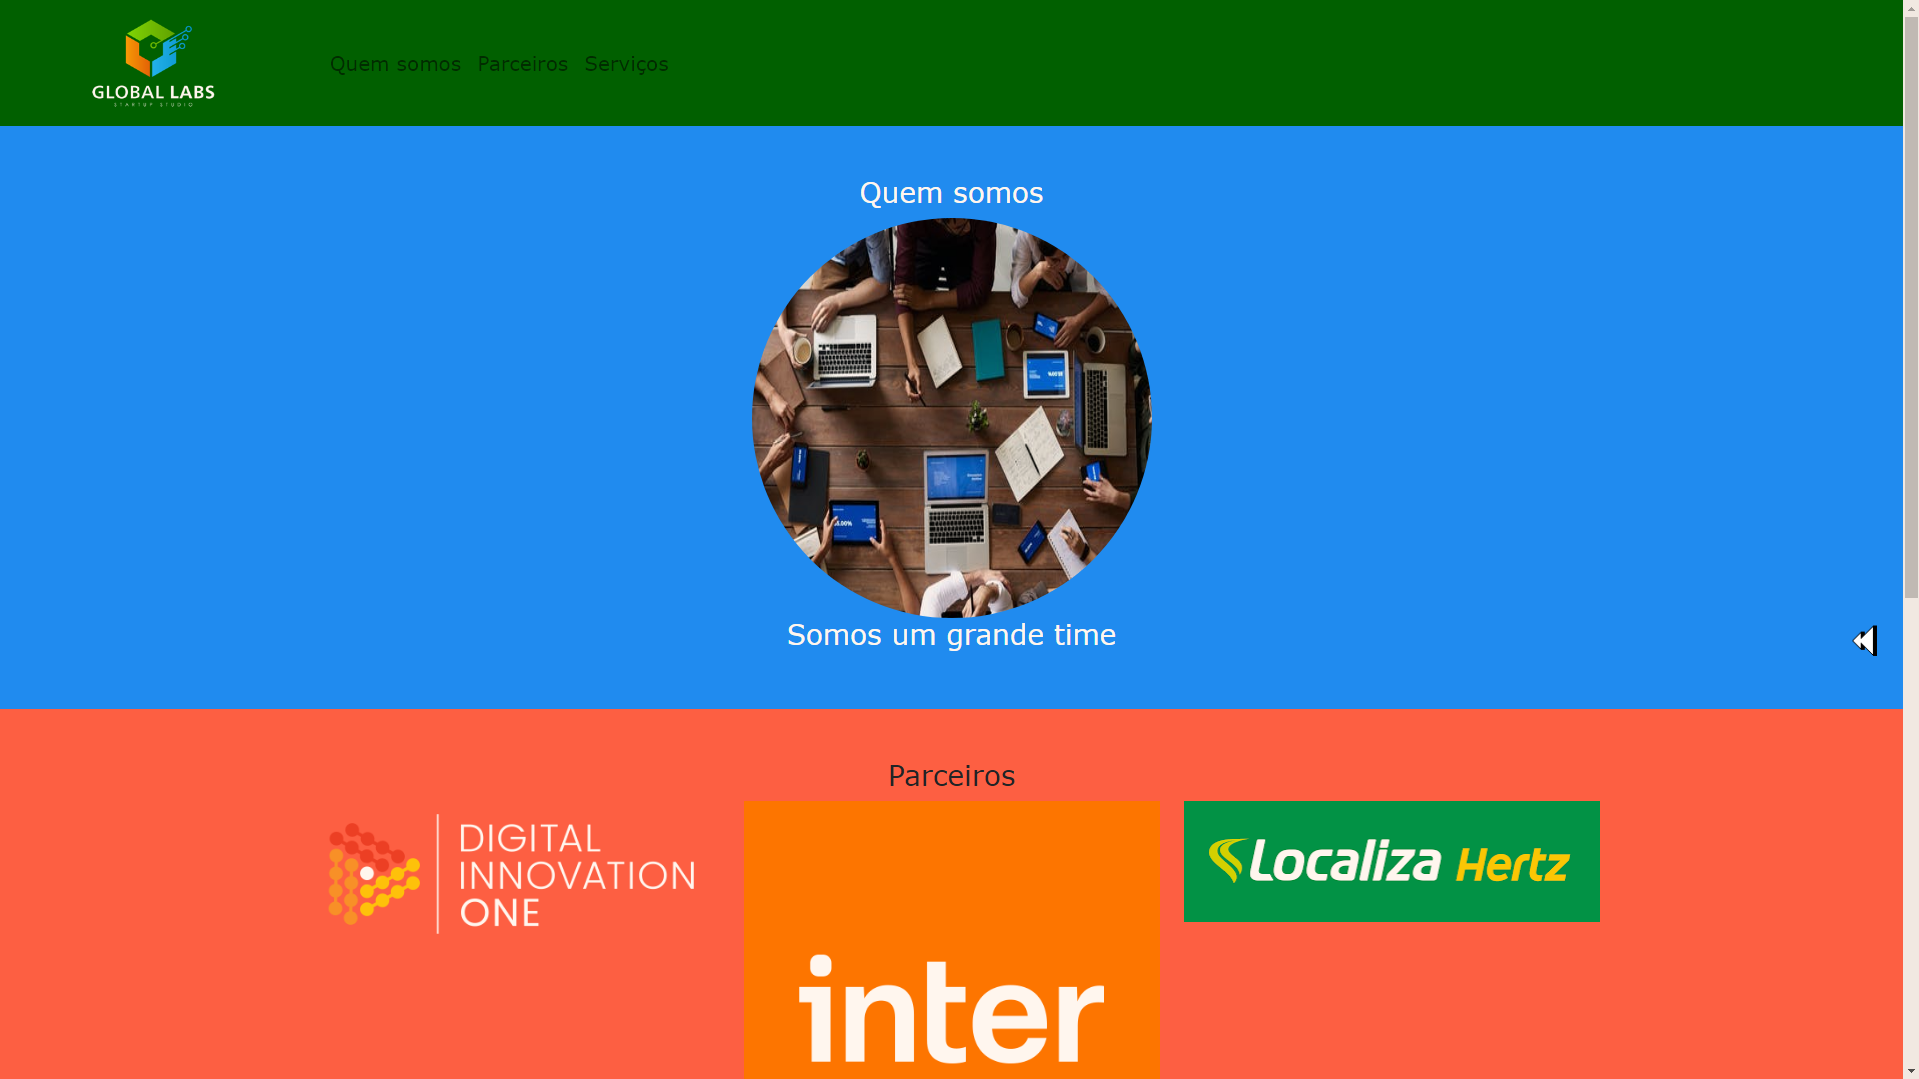 GLOBAL LABS
STARTUP STUDIO
Quem somos Parceiros Serviços
Quem somos
Somos um grande time
Parceiros
DIGITAL
INNOVATION
ONE
inter
Localiza Hertz